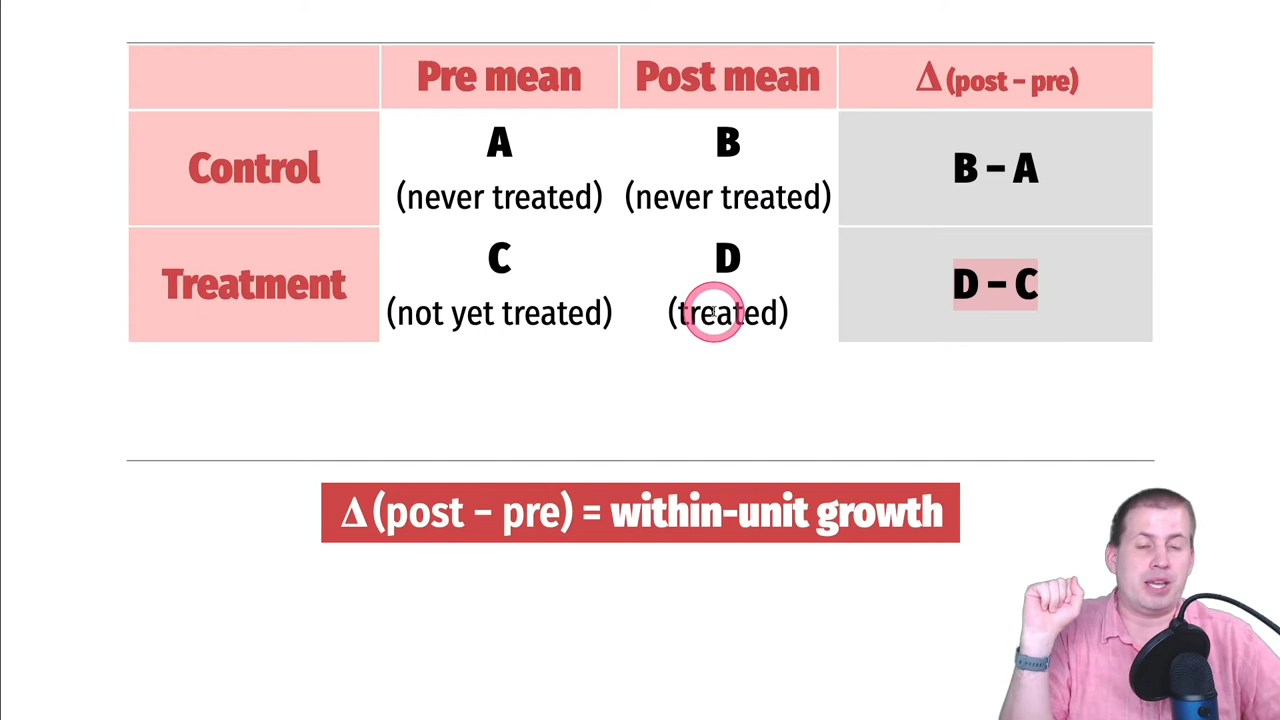 Pre mean
Post mean
Δ (post – pre)
Control
A
(never treated)
B
(never treated)
B – A
Treatment
C
(not yet treated)
D
(treated)
D – C
Δ (post – pre) = within-unit growth